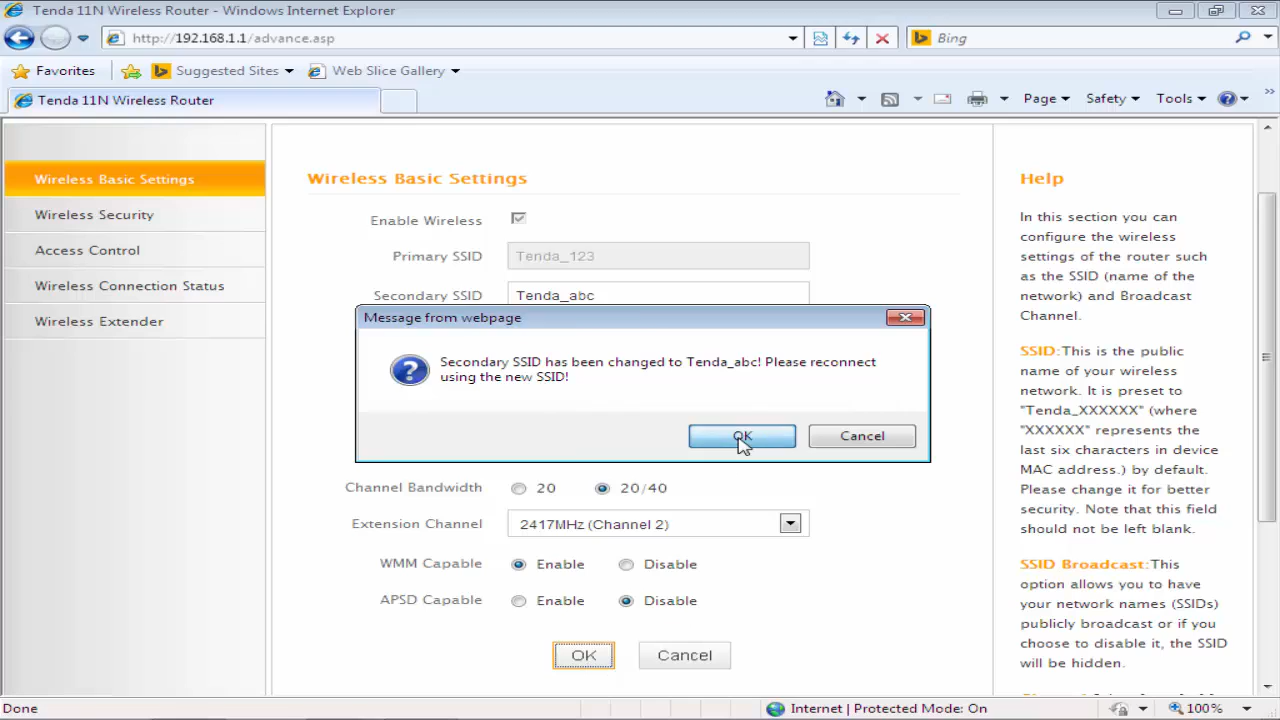 Tenda 11N Wireless Router - Windows Internet Explorer
http://192.168.1.1/advance.asp
Bing
Favorites
Suggested Sites
Web Slice Gallery
Tenda 11N Wireless Router
Page
Safety
Tools
»
Wireless Basic Settings
Wireless Security
Access Control
Wireless Connection Status
Wireless Extender
Wireless Basic Settings
Enable Wireless
Primary SSID
Tenda_123
Secondary SSID
Tenda_abc
Message from webpage
Secondary SSID has been changed to Tenda_abc! Please reconnect
using the new SSID!
OK
Cancel
Channel Bandwidth
20
20/40
Extension Channel
2417MHz (Channel 2)
WMM Capable
Enable
Disable
APSD Capable
Enable
Disable
OK
Cancel
Help
In this section you can
configure the wireless
settings of the router such
as the SSID (name of the
network) and Broadcast
Channel.
SSID:This is the public
name of your wireless
network. It is preset to
"Tenda_XXXXXX" (where
"XXXXXX" represents the
last six characters in device
MAC address.) by default.
Please change it for better
security. Note that this field
should not be left blank.
SSID Broadcast:This
option allows you to have
your network names (SSIDs)
publicly broadcast or if you
choose to disable it, the SSID
will be hidden.
Done
Internet | Protected Mode: On
100%